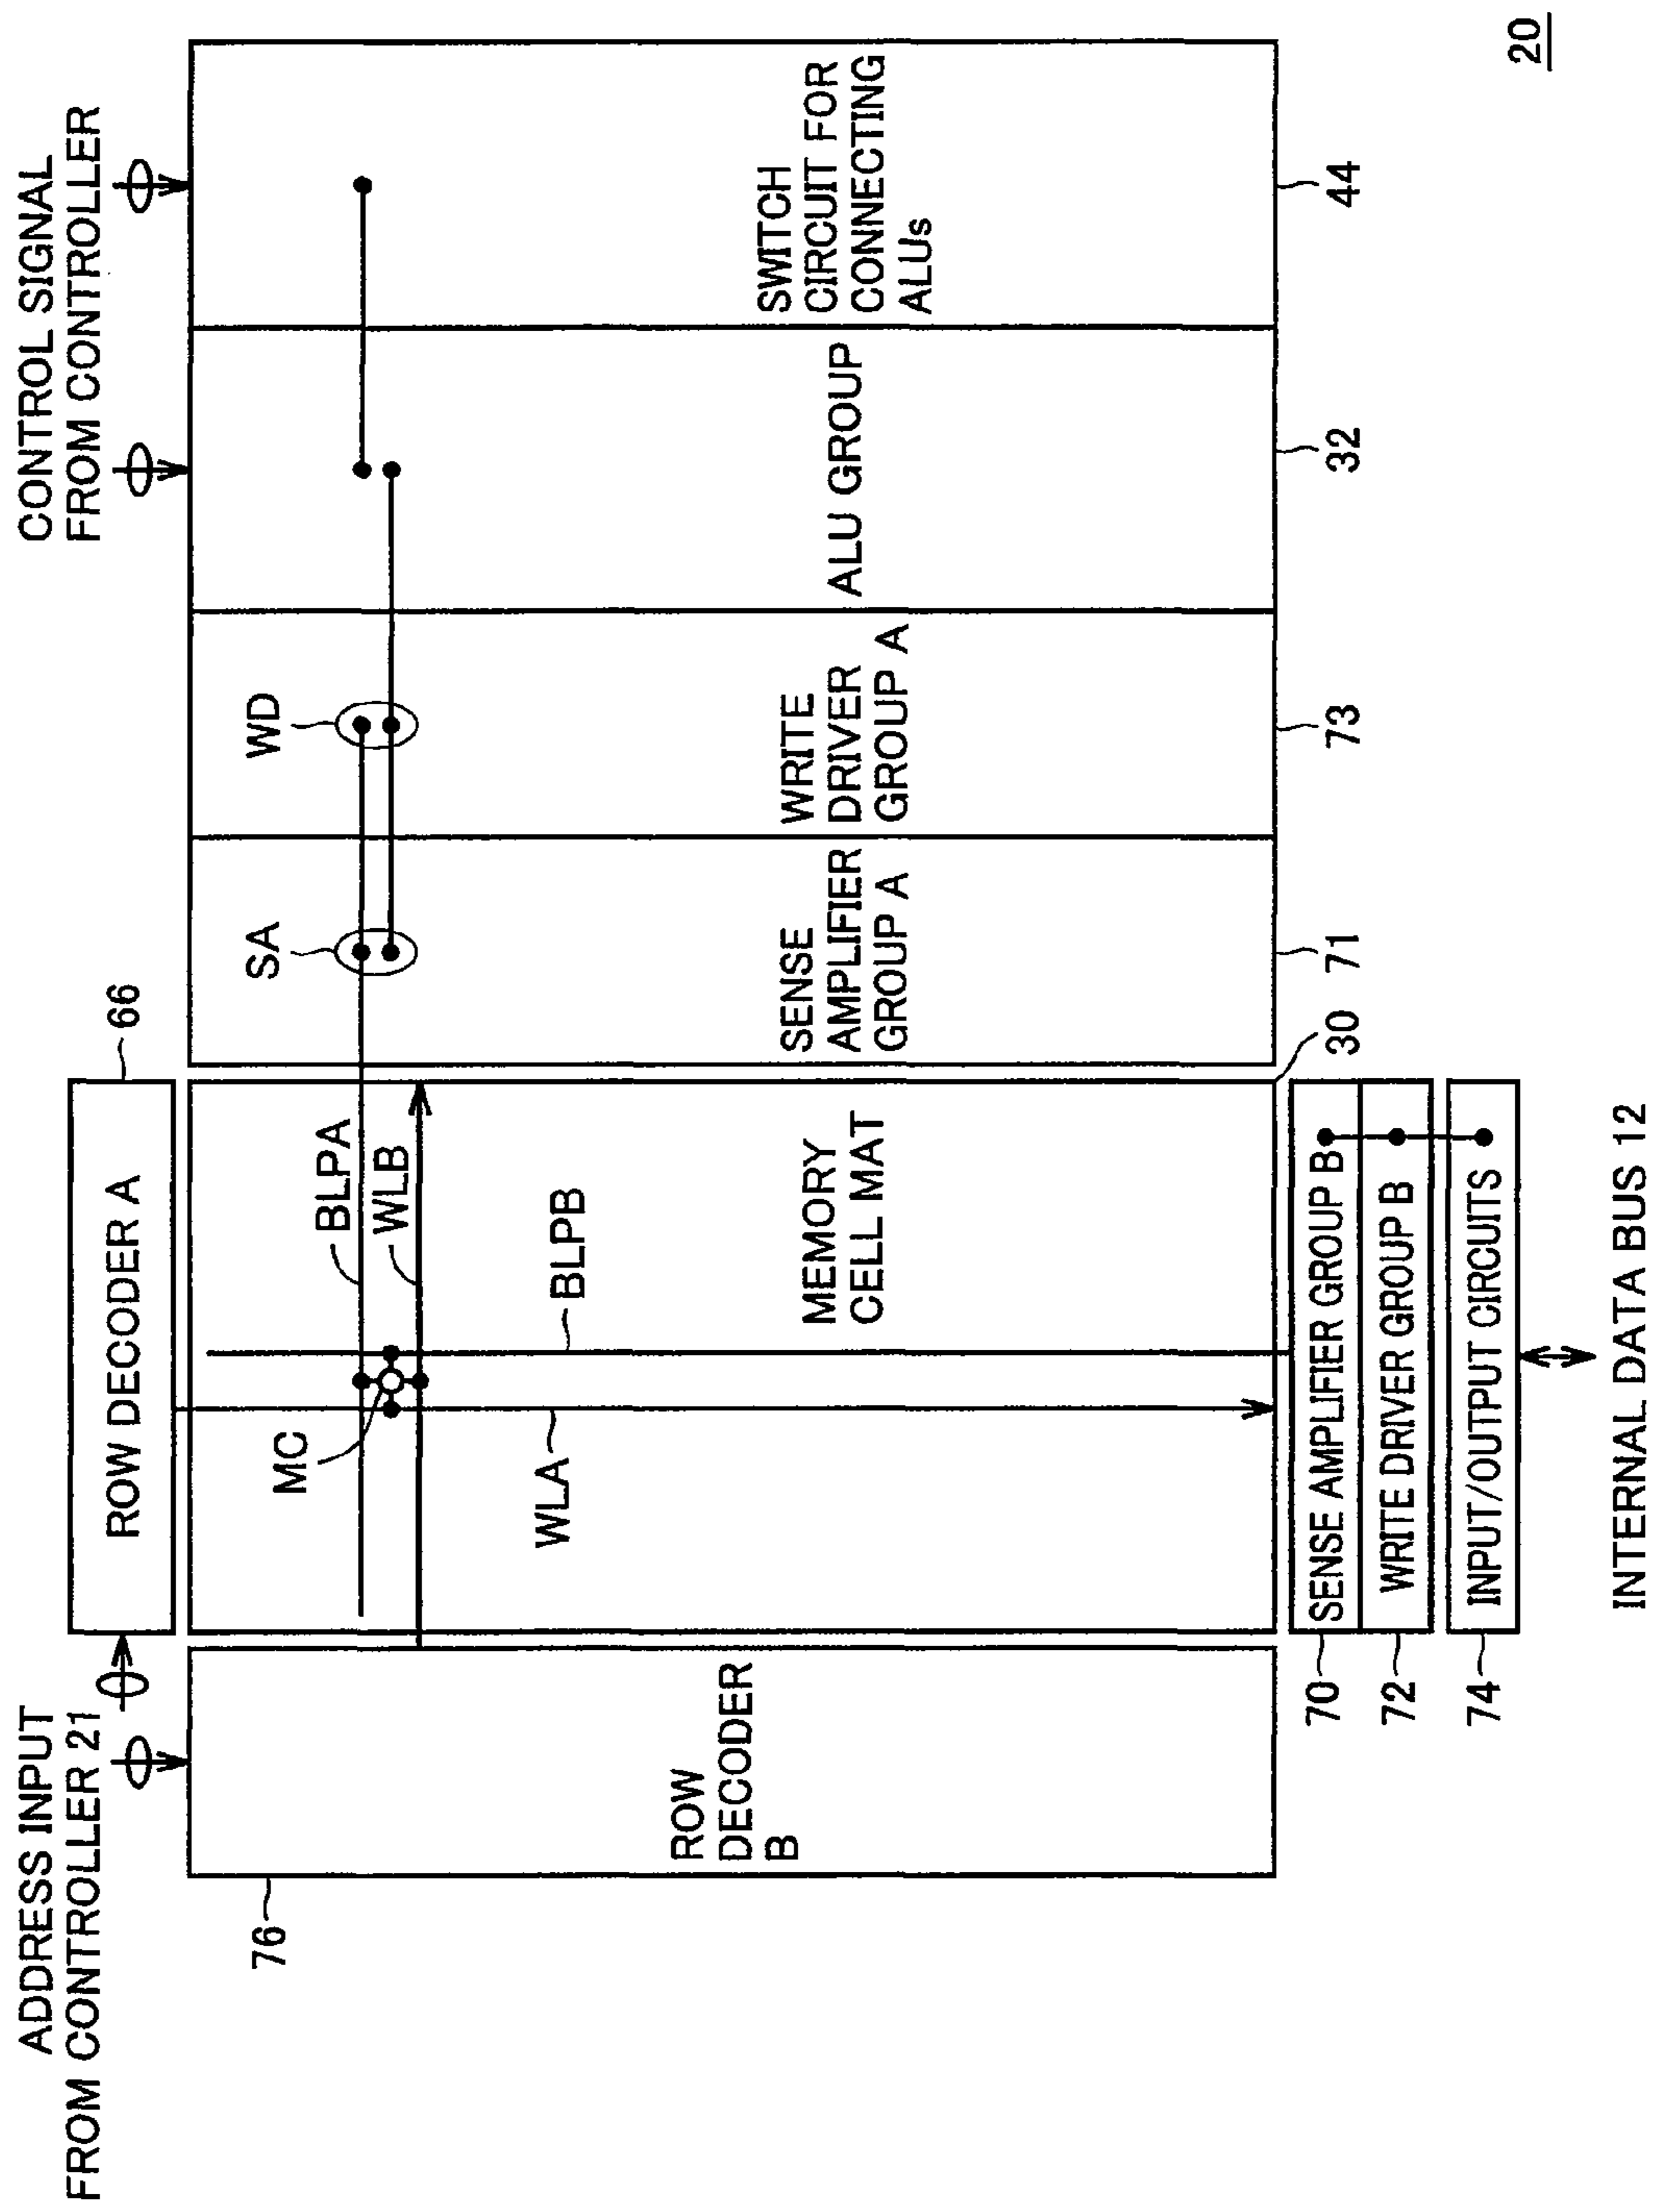 ADDRESS INPUT
FROM CONTROLLER 21
CONTROL SIGNAL
FROM CONTROLLER
ROW DECODER A
66
76
MC
SA
WD
BLPA
WLB
WLA
BLPB
ROW
DECODER
B
MEMORY
CELL MAT
SENSE
AMPLIFIER
GROUP A
WRITE
DRIVER
GROUP A
ALU GROUP
SWITCH
CIRCUIT FOR
CONNECTING
ALUs
70
SENSE AMPLIFIER GROUP B
30
71
73
32
44
72
WRITE DRIVER GROUP B
74
INPUT/OUTPUT CIRCUITS
INTERNAL DATA BUS 12
20